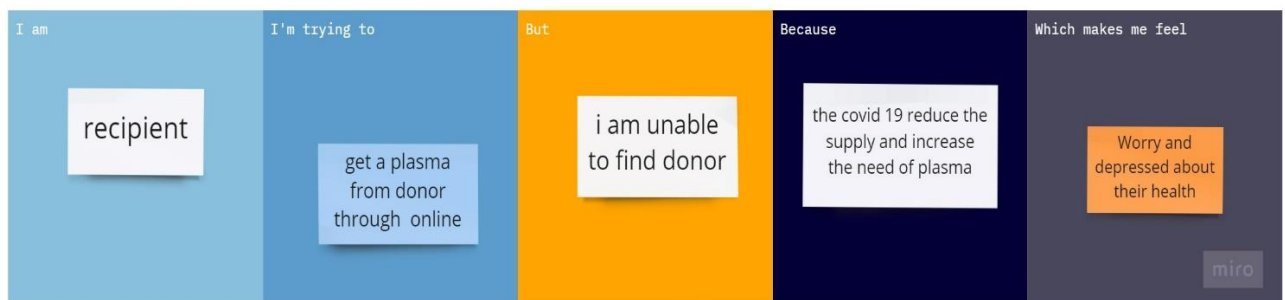 I am
recipient
I'm trying to
get a plasma
from donor
through online
But
i am unable
to find donor
Because
the covid 19 reduce the
supply and increase
the need of plasma
Which makes me feel
Worry and
depressed about
their health
miro